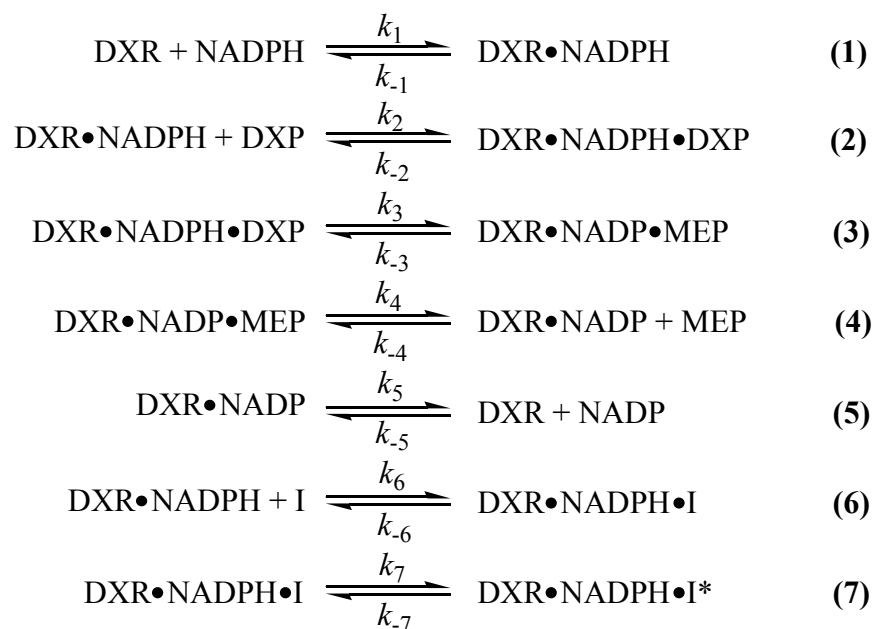 DXR + NADPH k1 k-1 DXR•NADPH (1)
DXR•NADPH + DXP k2 k-2 DXR•NADPH•DXP (2)
DXR•NADPH•DXP k3 k-3 DXR•NADP•MEP (3)
DXR•NADP•MEP k4 k-4 DXR•NADP + MEP (4)
DXR•NADP k5 k-5 DXR + NADP (5)
DXR•NADPH + I k6 k-6 DXR•NADPH•I (6)
DXR•NADPH•I k7 k-7 DXR•NADPH•I* (7)